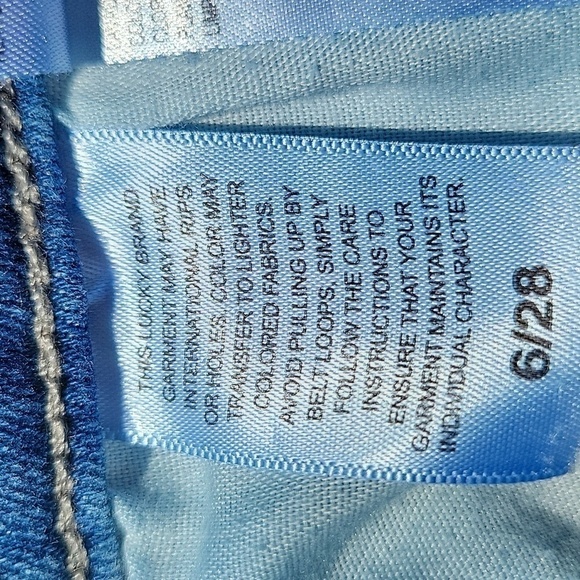 THIS LUCKY BRAND
GARMENT MAY HAVE
INTERNATIONAL RIPS
OR HOLES. COLOR MAY
TRANSFER TO LIGHTER
COLORED FABRICS.
AVOID PULLING UP BY
BELT LOOPS. SIMPLY
FOLLOW THE CARE
INSTRUCTIONS TO
ENSURE THAT YOUR
GARMENT MAINTAINS ITS
INDIVIDUAL CHARACTER.
6/28